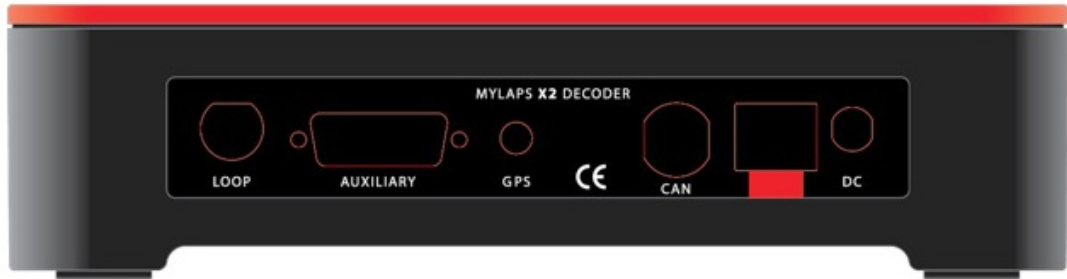 MYLAPS X2 DECODER
LOOP
AUXILIARY
GPS
CE
CAN
DC